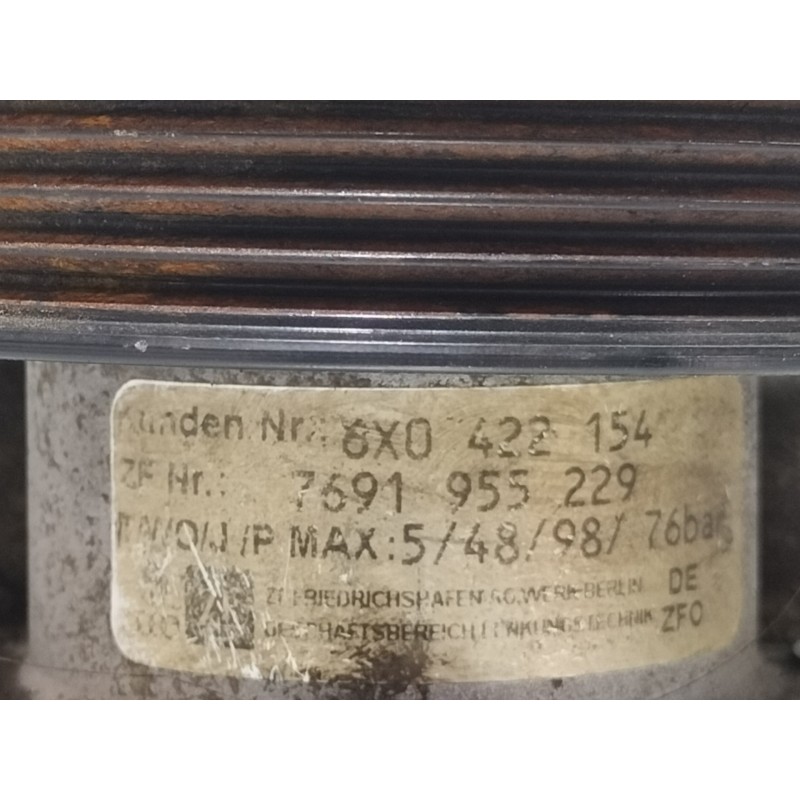 Kunden Nr.: 6X0 422 154
ZF Nr.: 7691 955 229
MAX: 5/48/98/ 76bar
ZF FRIEDRICHSHAFEN AG. WERK BERLIN DE
GESCHÄFTSBEREICH LENKUNGSTECHNIK ZFO